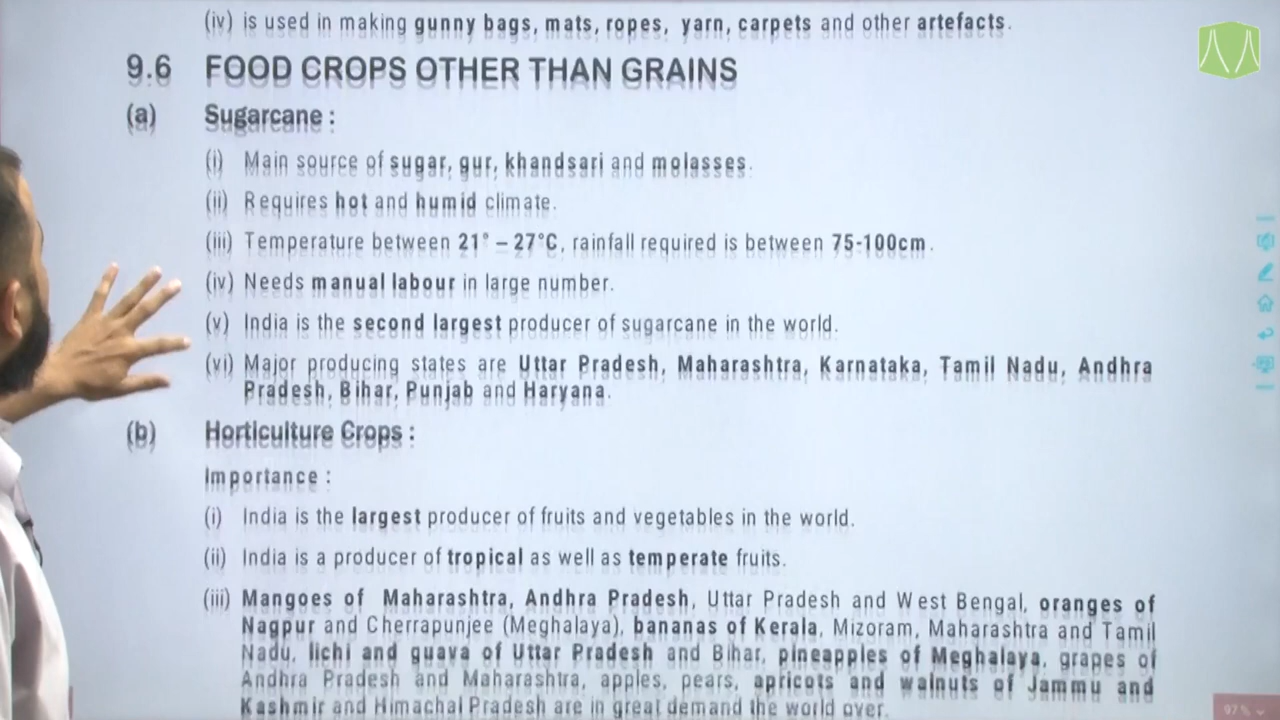 (iv) is used in making gunny bags, mats, ropes, yarn, carpets and other artefacts.
9.6 FOOD CROPS OTHER THAN GRAINS
(a) Sugarcane :
(i) Main source of sugar, gur, khandsari and molasses.
(ii) Requires hot and humid climate.
(iii) Temperature between 21° – 27°C, rainfall required is between 75-100cm.
(iv) Needs manual labour in large number.
(v) India is the second largest producer of sugarcane in the world.
(vi) Major producing states are Uttar Pradesh, Maharashtra, Karnataka, Tamil Nadu, Andhra
Pradesh, Bihar, Punjab and Haryana.
(b) Horticulture Crops :
Importance :
(i) India is the largest producer of fruits and vegetables in the world.
(ii) India is a producer of tropical as well as temperate fruits.
(iii) Mangoes of Maharashtra, Andhra Pradesh, Uttar Pradesh and West Bengal, oranges of
Nagpur and Cherrapunjee (Meghalaya), bananas of Kerala, Mizoram, Maharashtra and Tamil
Nadu, lichi and guava of Uttar Pradesh and Bihar, pineapples of Meghalaya, grapes of
Andhra Pradesh and Maharashtra, apples, pears, apricots and walnuts of Jammu and
Kashmir and Himachal Pradesh are in great demand the world over.
97%